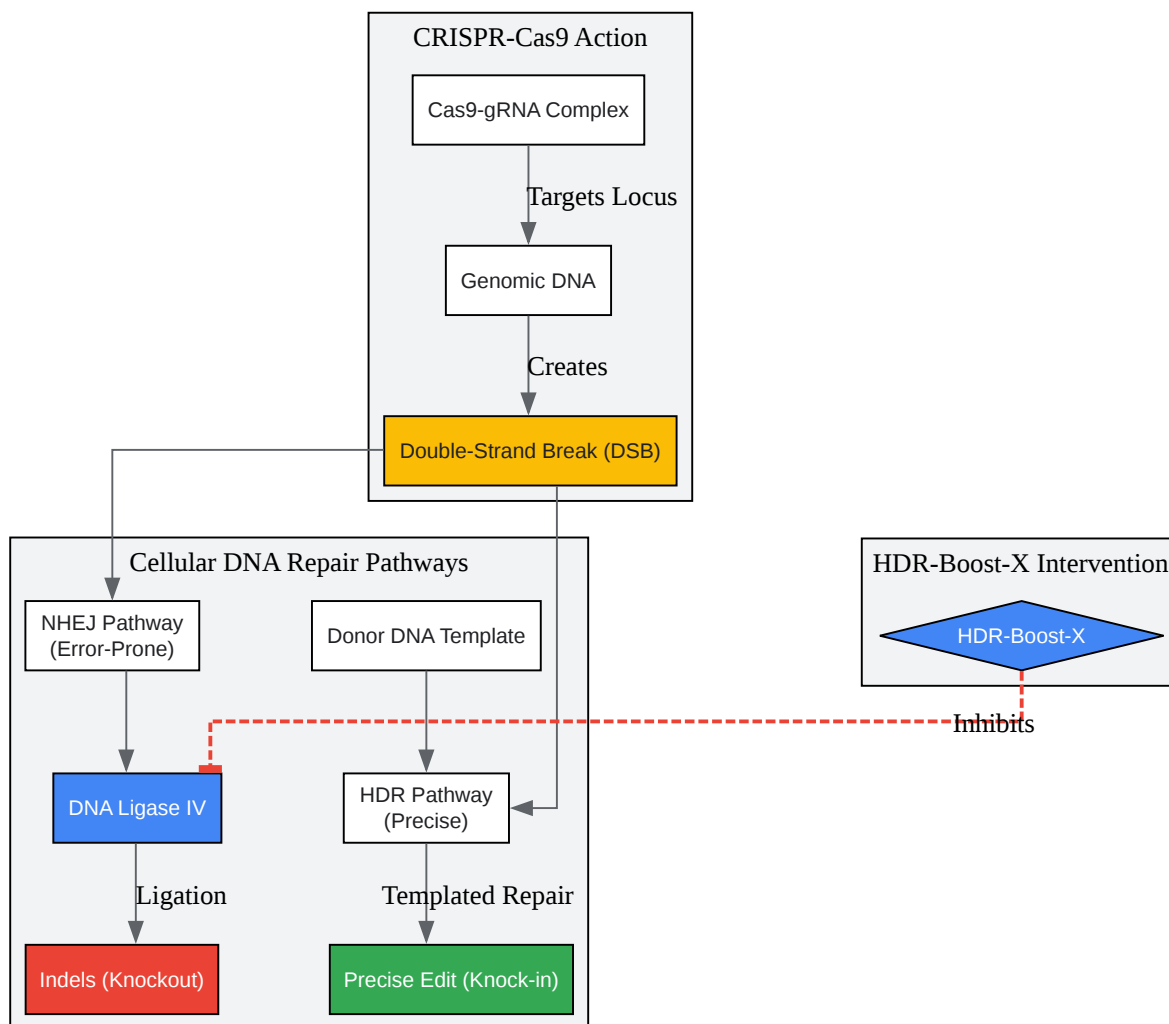 CRISPR-Cas9 Action
Cas9-gRNA Complex
Targets Locus
Genomic DNA
Creates
Double-Strand Break (DSB)
Cellular DNA Repair Pathways
NHEJ Pathway
(Error-Prone)
Donor DNA Template
DNA Ligase IV
HDR Pathway
(Precise)
Ligation
Templated Repair
Indels (Knockout)
Precise Edit (Knock-in)
HDR-Boost-X Intervention
HDR-Boost-X
Inhibits